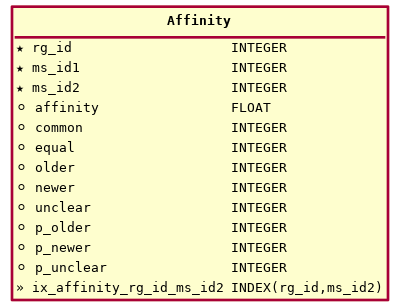 Affinity
★ rg_id INTEGER
★ ms_id1 INTEGER
★ ms_id2 INTEGER
○ affinity FLOAT
○ common INTEGER
○ equal INTEGER
○ older INTEGER
○ newer INTEGER
○ unclear INTEGER
○ p_older INTEGER
○ p_newer INTEGER
○ p_unclear INTEGER
» ix_affinity_rg_id_ms_id2 INDEX(rg_id,ms_id2)